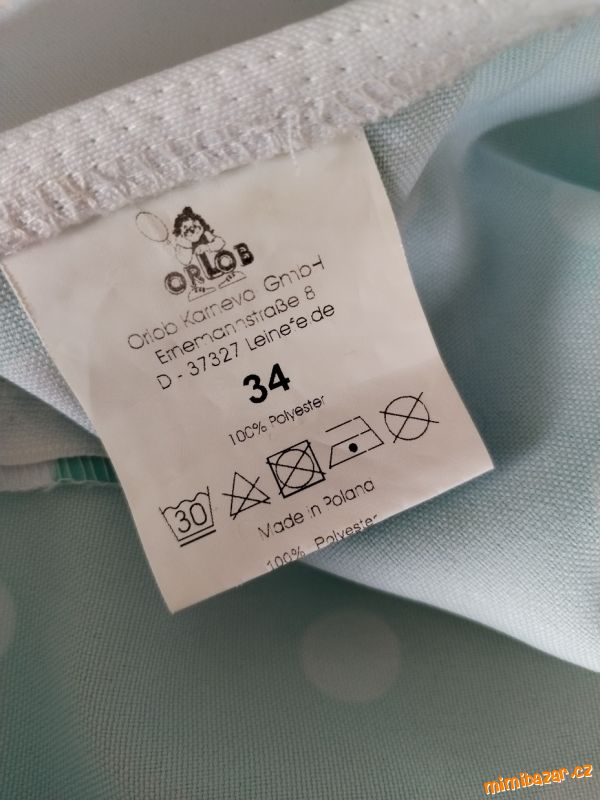 ORLOB
Orlob Karneval GmbH
Ernemannstraße 8
D - 37327 Leinefelde
34
100% Polyester
30
Made in Poland
100% Polyester
mimibazar.cz